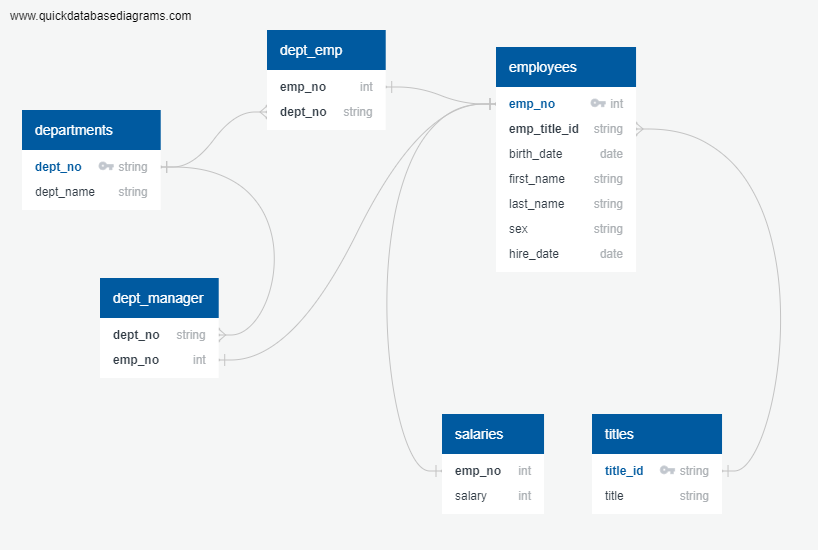 www.quickdatabasediagrams.com
dept_emp
emp_no int
dept_no string
employees
emp_no int
emp_title_id string
birth_date date
first_name string
last_name string
sex string
hire_date date
departments
dept_no string
dept_name string
dept_manager
dept_no string
emp_no int
salaries
emp_no int
salary int
titles
title_id string
title string